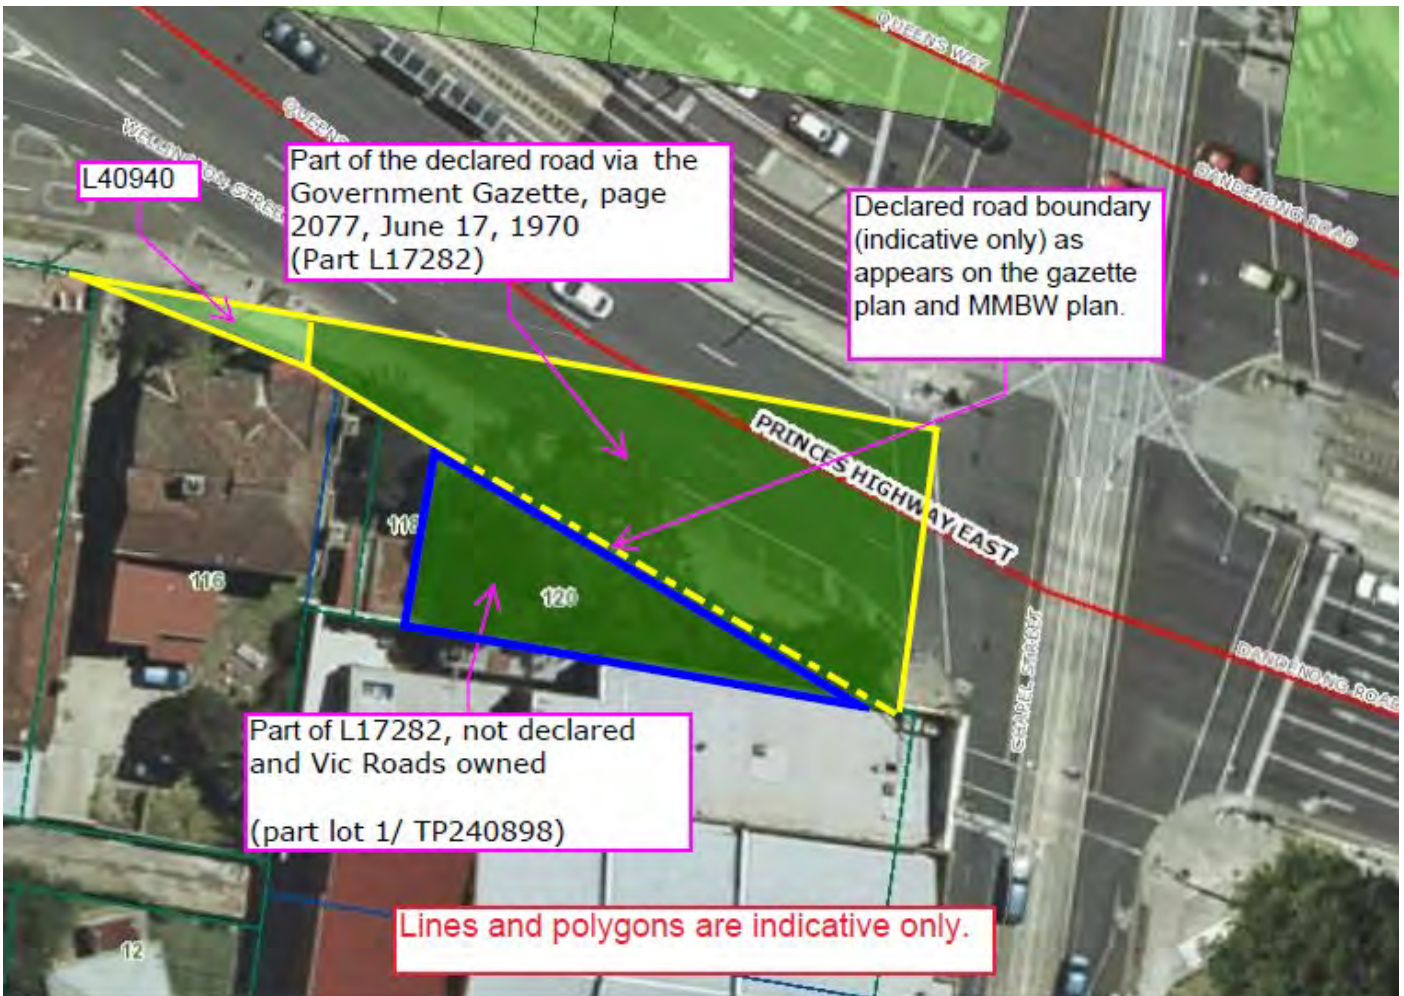 QUEENS WAY
QUEENS
WELLINGTON STREE
L40940
Part of the declared road via the
Government Gazette, page
2077, June 17, 1970
(Part L17282)
DANDENONG ROAD
Declared road boundary
(indicative only) as
appears on the gazette
plan and MMBW plan.
PRINCES HIGHWAY EAST
118
116
120
CHAPEL STREET
DANDENONG ROAD
Part of L17282, not declared
and Vic Roads owned
(part lot 1/ TP240898)
Lines and polygons are indicative only.
12